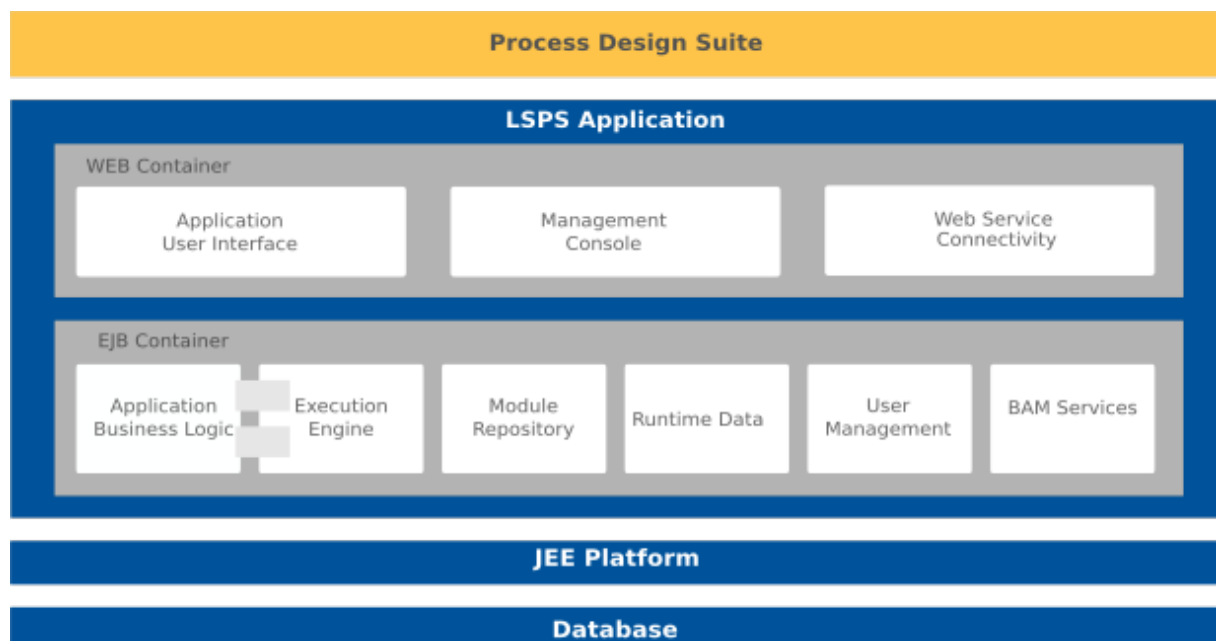 Process Design Suite
LSPS Application
WEB Container
Application
User Interface
Management
Console
Web Service
Connectivity
EJB Container
Application
Business Logic
Execution
Engine
Module
Repository
Runtime Data
User
Management
BAM Services
JEE Platform
Database